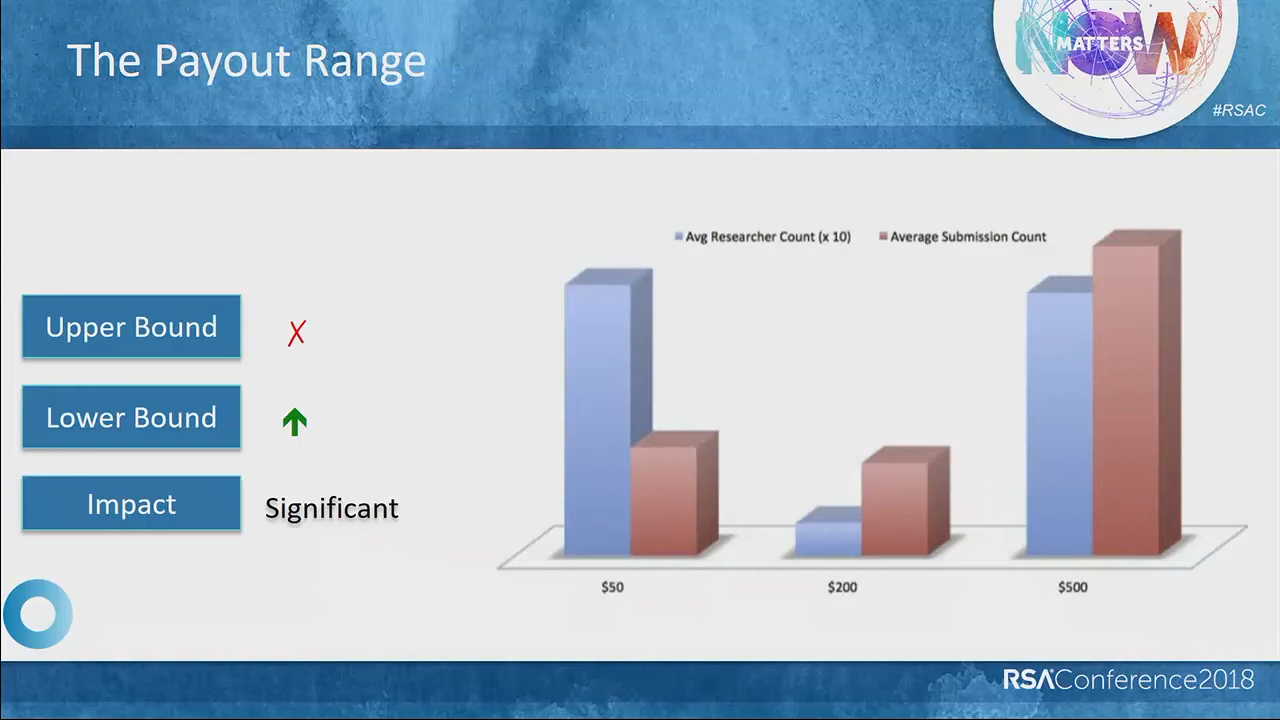 The Payout Range
NOW
MATTERS
#RSAC
Avg Researcher Count (x 10)
Average Submission Count
Upper Bound
X
Lower Bound
Impact
Significant
$50
$200
$500
RSAConference2018